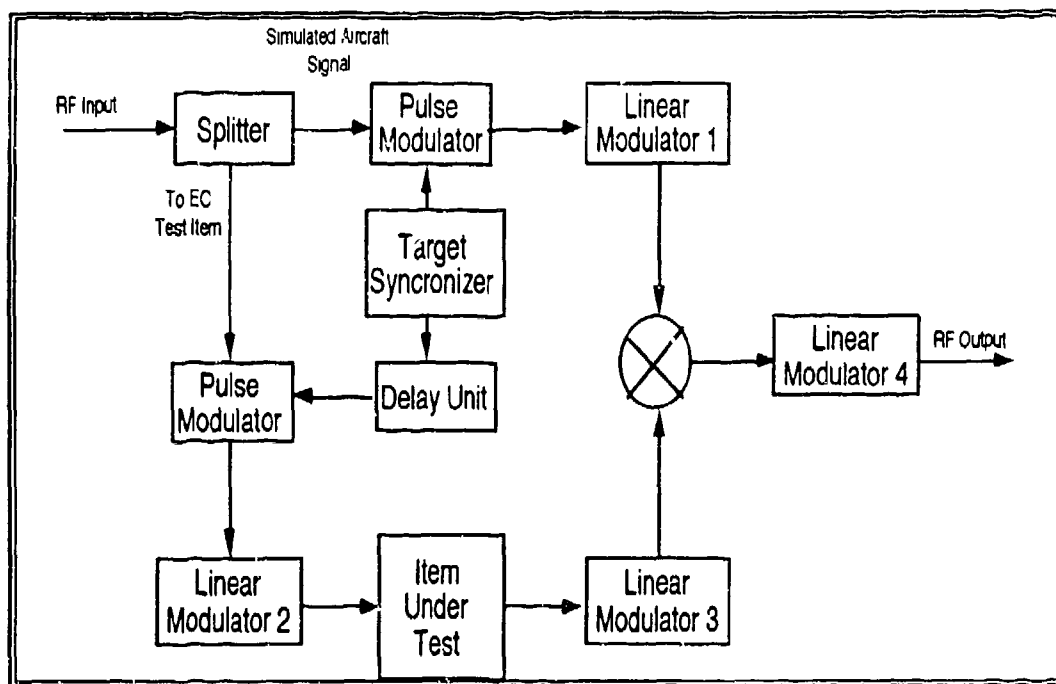 Simulated Aircraft
Signal
RF Input
Splitter
Pulse
Modulator
Linear
Modulator 1
To EC
Test Item
Target
Syncronizer
Pulse
Modulator
Delay Unit
Linear
Modulator 4
RF Output
Linear
Modulator 2
Item
Under
Test
Linear
Modulator 3